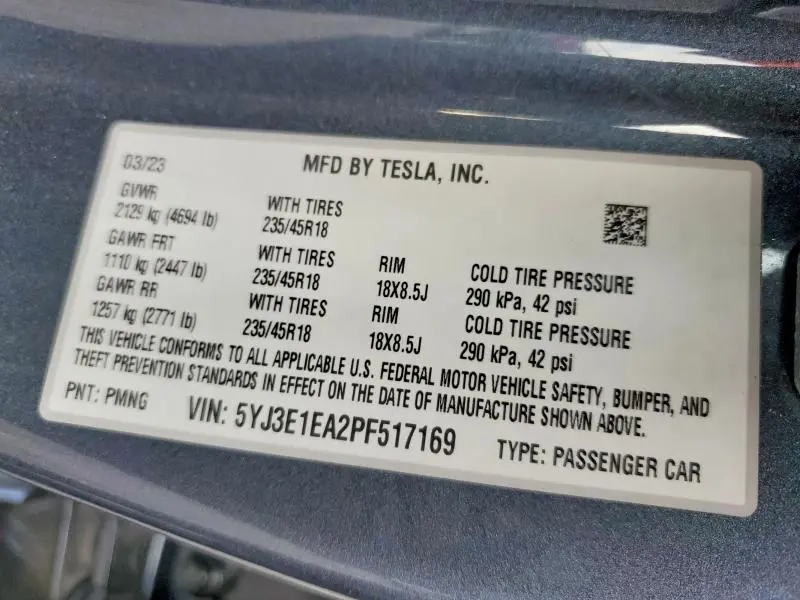 03/23
MFD BY TESLA, INC.
GVWR
2129 kg (4694 lb)
WITH TIRES
235/45R18
GAWR FRT
1110 kg (2447 lb)
WITH TIRES
235/45R18
RIM
18X8.5J
COLD TIRE PRESSURE
290 kPa, 42 psi
GAWR RR
1257 kg (2771 lb)
WITH TIRES
235/45R18
RIM
18X8.5J
COLD TIRE PRESSURE
290 kPa, 42 psi
THIS VEHICLE CONFORMS TO ALL APPLICABLE U.S. FEDERAL MOTOR VEHICLE SAFETY, BUMPER, AND
THEFT PREVENTION STANDARDS IN EFFECT ON THE DATE OF MANUFACTURE SHOWN ABOVE.
PNT: PMNG
VIN: 5YJ3E1EA2PF517169
TYPE: PASSENGER CAR